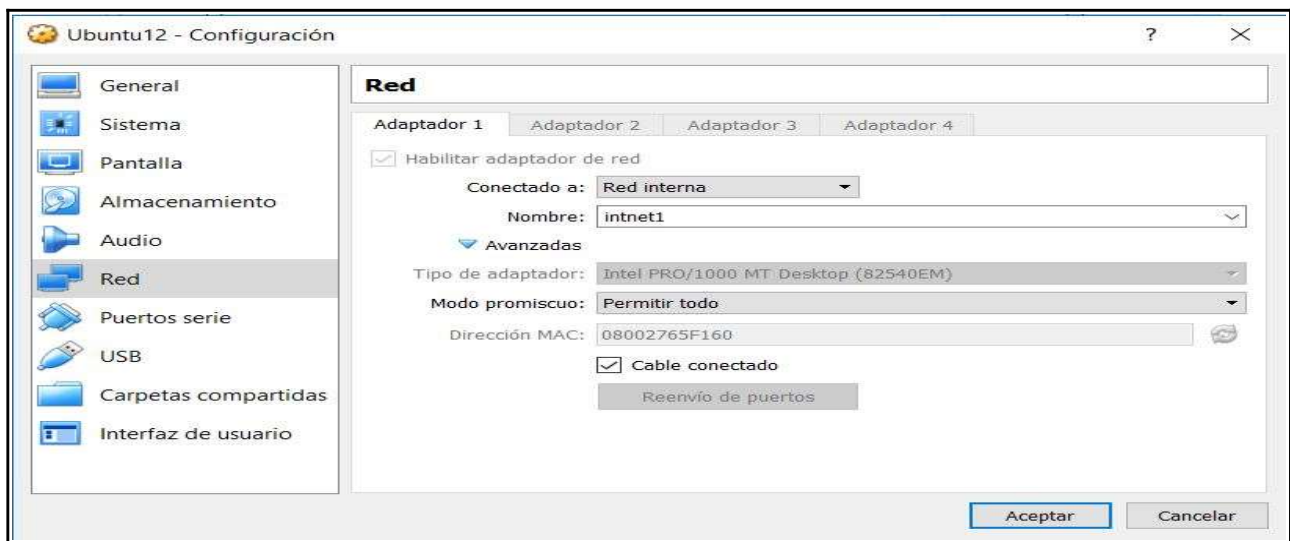 Ubuntu12 - Configuración ? ×
General
Sistema
Pantalla
Almacenamiento
Audio
Red
Puertos serie
USB
Carpetas compartidas
Interfaz de usuario
Red
Adaptador 1 Adaptador 2 Adaptador 3 Adaptador 4
Habilitar adaptador de red
Conectado a: Red interna
Nombre: intnet1
Avanzadas
Tipo de adaptador: Intel PRO/1000 MT Desktop (82540EM)
Modo promiscuo: Permitir todo
Dirección MAC: 08002765F160
Cable conectado
Reenvío de puertos
Aceptar Cancelar